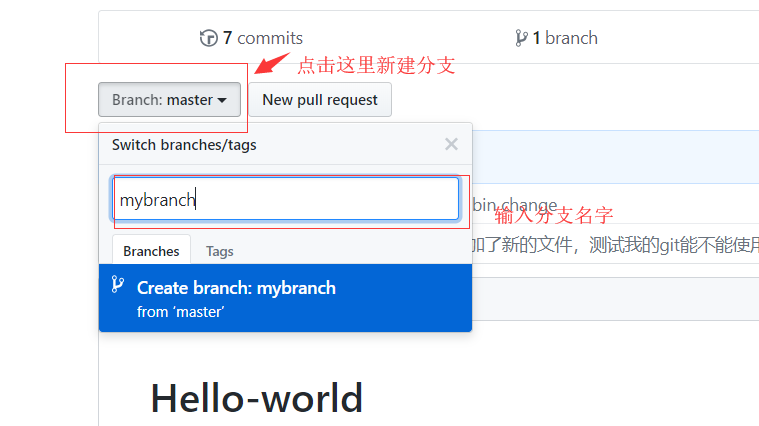 7 commits
1 branch
点击这里新建分支
Branch: master
New pull request
Switch branches/tags
mybranch
bin change
输入分支名字
Branches
Tags
加了新的文件，测试我的git能不能使用
Create branch: mybranch
from ‘master’
Hello-world